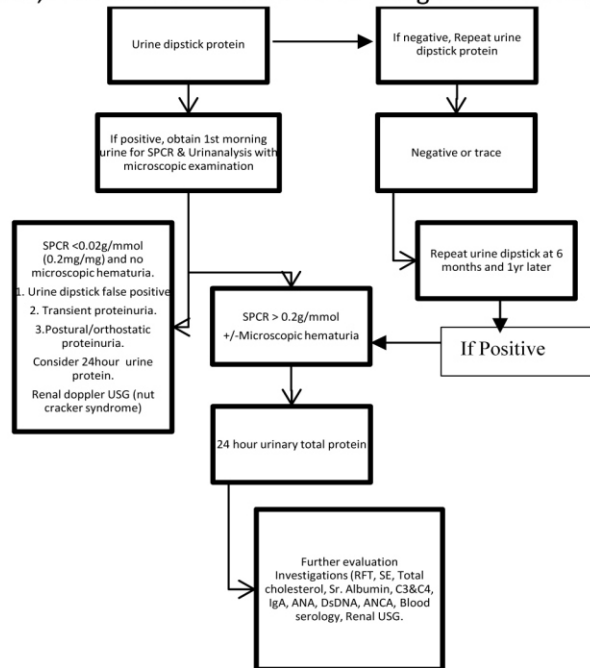 Urine dipstick protein
If negative, Repeat urine
dipstick protein
If positive, obtain 1st morning
urine for SPCR & Urinanalysis with
microscopic examination
Negative or trace
SPCR <0.02g/mmol
(0.2mg/mg) and no
microscopic hematuria.
1. Urine dipstick false positive
2. Transient proteinuria.
3.Postural/orthostatic
proteinuria.
Consider 24hour urine
protein.
Renal doppler USG (nut
cracker syndrome)
Repeat urine dipstick at 6
months and 1yr later
SPCR > 0.2g/mmol
+/-Microscopic hematuria
If Positive
24 hour urinary total protein
Further evaluation
Investigations (RFT, SE, Total
cholesterol, Sr. Albumin, C3&C4,
IgA, ANA, DsDNA, ANCA, Blood
serology, Renal USG.